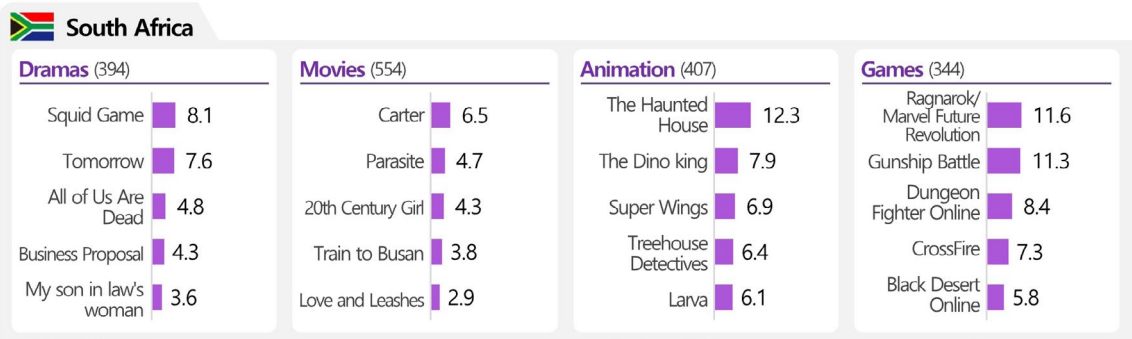 South Africa
Dramas (394)
Squid Game 8.1
Tomorrow 7.6
All of Us Are
Dead 4.8
Business Proposal 4.3
My son in law's
woman 3.6
Movies (554)
Carter 6.5
Parasite 4.7
20th Century Girl 4.3
Train to Busan 3.8
Love and Leashes 2.9
Animation (407)
The Haunted
House 12.3
The Dino king 7.9
Super Wings 6.9
Treehouse
Detectives 6.4
Larva 6.1
Games (344)
Ragnarok/
Marvel Future
Revolution 11.6
Gunship Battle 11.3
Dungeon
Fighter Online 8.4
CrossFire 7.3
Black Desert
Online 5.8